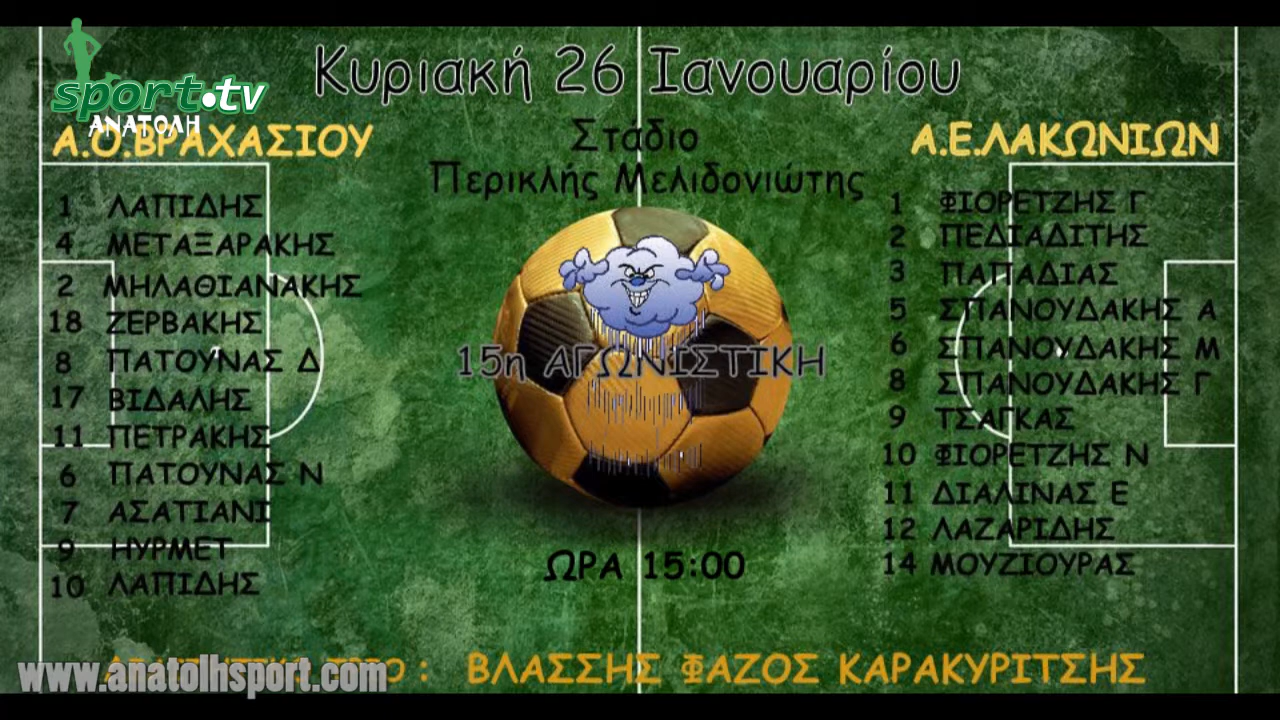 sport.tv
ΑΝΑΤΟΛΗ
Κυριακή 26 Ιανουαρίου
Στάδιο
Περικλής Μελιδονιώτης
Α.Ο.ΒΡΑΧΑΣΙΟΥ
1 ΛΑΠΙΔΗΣ
4 ΜΕΤΑΞΑΡΑΚΗΣ
2 ΜΗΛΑΘΙΑΝΑΚΗΣ
18 ΖΕΡΒΑΚΗΣ
8 ΠΑΤΟΥΝΑΣ Δ
17 ΒΙΔΑΛΗΣ
11 ΠΕΤΡΑΚΗΣ
6 ΠΑΤΟΥΝΑΣ Ν
7 ΑΣΑΤΙΑΝΙ
9 ΗΥΡΜΕΤ
10 ΛΑΠΙΔΗΣ
15η ΑΓΩΝΙΣΤΙΚΗ
ΩΡΑ 15:00
Α.Ε.ΛΑΚΩΝΙΩΝ
1 ΦΙΟΡΕΤΖΗΣ Γ
2 ΠΕΔΙΑΔΙΤΗΣ
3 ΠΑΠΑΔΙΑΣ
5 ΣΠΑΝΟΥΔΑΚΗΣ Α
6 ΣΠΑΝΟΥΔΑΚΗΣ Μ
8 ΣΠΑΝΟΥΔΑΚΗΣ Γ
9 ΤΣΑΓΚΑΣ
10 ΦΙΟΡΕΤΖΗΣ Ν
11 ΔΙΑΛΙΝΑΣ Ε
12 ΛΑΖΑΡΙΔΗΣ
14 ΜΟΥΖΙΟΥΡΑΣ
: ΒΛΑΣΣΗΣ ΦΑΖΟΣ ΚΑΡΑΚΥΡΙΤΣΗΣ
www.anatolhsport.com